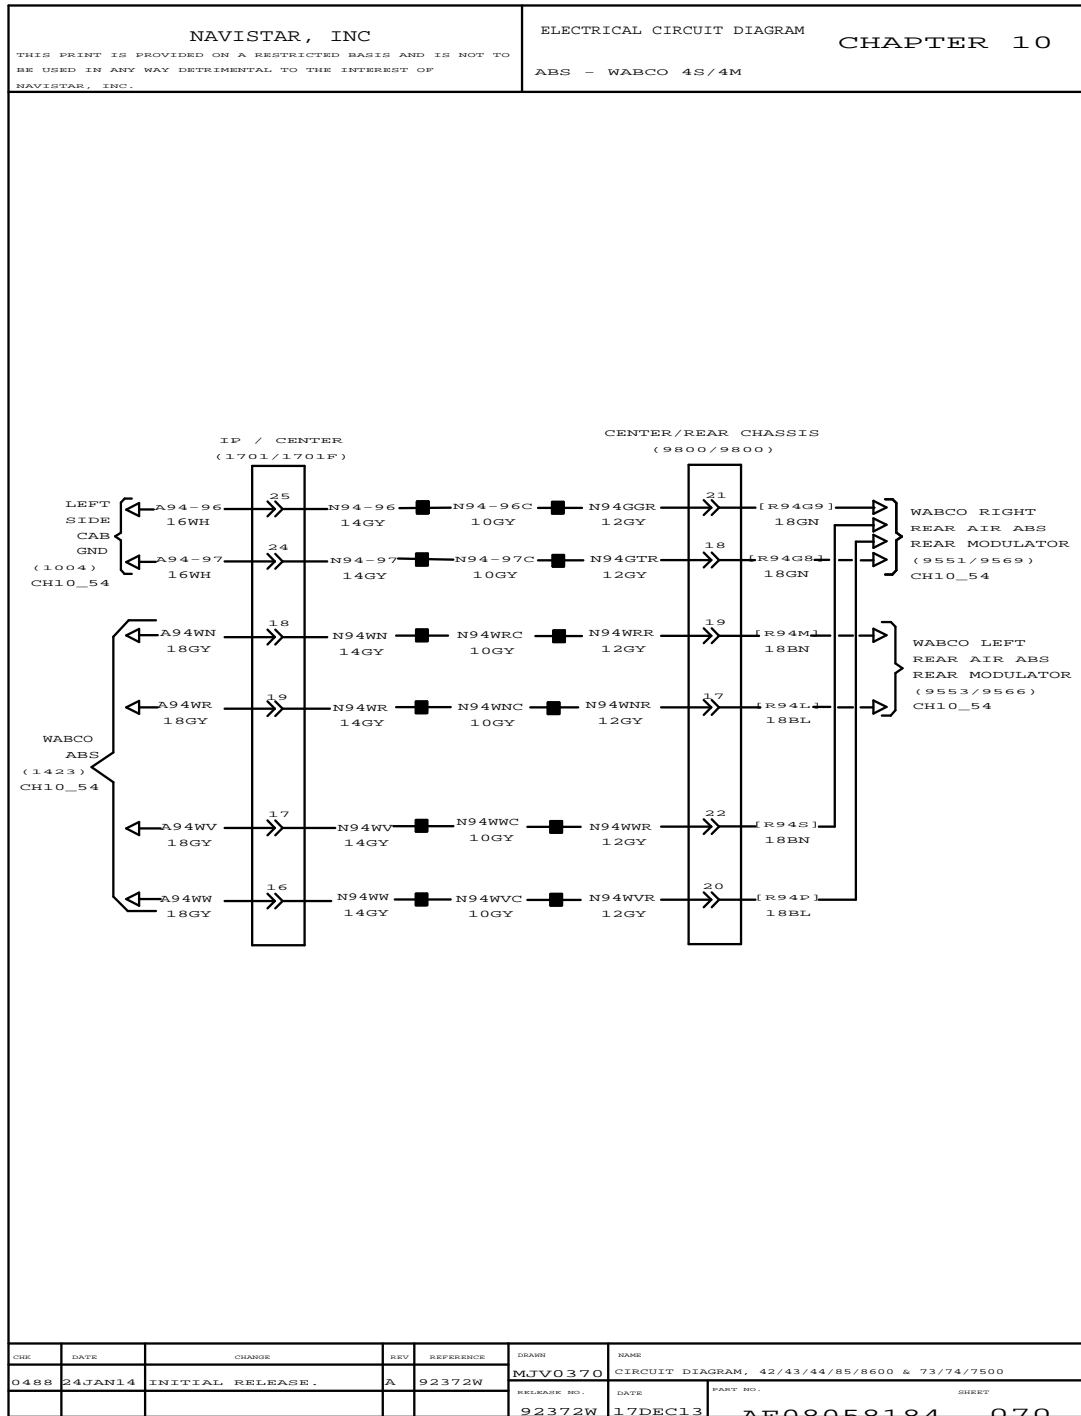 NAVISTAR, INC
THIS PRINT IS PROVIDED ON A RESTRICTED BASIS AND IS NOT TO
BE USED IN ANY WAY DETRIMENTAL TO THE INTEREST OF
NAVISTAR, INC.
ELECTRICAL CIRCUIT DIAGRAM
CHAPTER 10
ABS - WABCO 4S/4M
IP / CENTER
(1701/1701F)
CENTER/REAR CHASSIS
(9800/9800)
LEFT
SIDE
CAB
GND
(1004)
CH10_54
A94-96
16WH
25
N94-96
14GY
N94-96C
10GY
N94GGR
12GY
21
[R94G9]
18GN
A94-97
16WH
24
N94-97
14GY
N94-97C
10GY
N94GTR
12GY
18
[R94G8]
18GN
WABCO RIGHT
REAR AIR ABS
REAR MODULATOR
(9551/9569)
CH10_54
WABCO
ABS
(1423)
CH10_54
A94WN
18GY
18
N94WN
14GY
N94WRC
10GY
N94WRR
12GY
19
[R94M]
18BN
A94WR
18GY
19
N94WR
14GY
N94WNC
10GY
N94WNR
12GY
17
[R94L]
18BL
WABCO LEFT
REAR AIR ABS
REAR MODULATOR
(9553/9566)
CH10_54
A94WV
18GY
17
N94WV
14GY
N94WWC
10GY
N94WWR
12GY
22
[R94S]
18BN
A94WW
18GY
16
N94WW
14GY
N94WVC
10GY
N94WVR
12GY
20
[R94P]
18BL
CHK DATE CHANGE REV REFERENCE
0488 24JAN14 INITIAL RELEASE. A 92372W
DRAWN
MJV0370
NAME
CIRCUIT DIAGRAM, 42/43/44/85/8600 & 73/74/7500
RELEASE NO.
92372W
DATE
17DEC13
PART NO.
AE08058184
SHEET
070